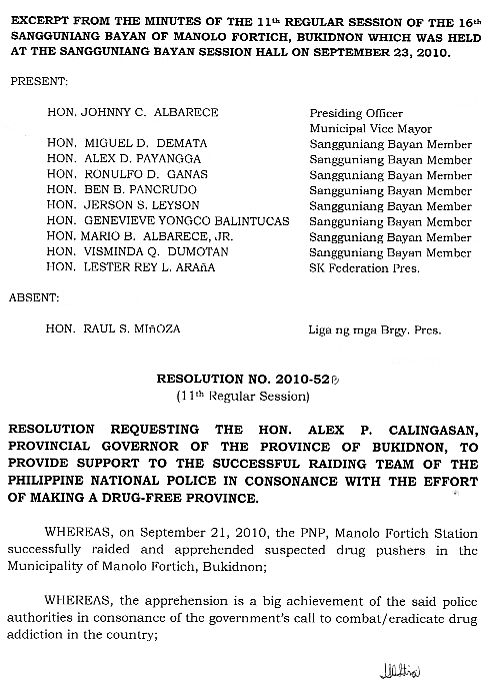 EXCERPT FROM THE MINUTES OF THE 11th REGULAR SESSION OF THE 16th
SANGGUNIANG BAYAN OF MANOLO FORTICH, BUKIDNON WHICH WAS HELD
AT THE SANGGUNIANG BAYAN SESSION HALL ON SEPTEMBER 23, 2010.
PRESENT:
HON. JOHNNY C. ALBARECE Presiding Officer
Municipal Vice Mayor
HON. MIGUEL D. DEMATA Sangguniang Bayan Member
HON. ALEX D. PAYANGGA Sangguniang Bayan Member
HON. RONULFO D. GANAS Sangguniang Bayan Member
HON. BEN B. PANCRUDO Sangguniang Bayan Member
HON. JERSON S. LEYSON Sangguniang Bayan Member
HON. GENEVIEVE YONGCO BALINTUCAS Sangguniang Bayan Member
HON. MARIO B. ALBARECE, JR. Sangguniang Bayan Member
HON. VISMINDA Q. DUMOTAN Sangguniang Bayan Member
HON. LESTER REY L. ARAñA SK Federation Pres.
ABSENT:
HON. RAUL S. MIñOZA Liga ng mga Brgy. Pres.
RESOLUTION NO. 2010-52
(11th Regular Session)
RESOLUTION REQUESTING THE HON. ALEX P. CALINGASAN,
PROVINCIAL GOVERNOR OF THE PROVINCE OF BUKIDNON, TO
PROVIDE SUPPORT TO THE SUCCESSFUL RAIDING TEAM OF THE
PHILIPPINE NATIONAL POLICE IN CONSONANCE WITH THE EFFORT
OF MAKING A DRUG-FREE PROVINCE.
WHEREAS, on September 21, 2010, the PNP, Manolo Fortich Station
successfully raided and apprehended suspected drug pushers in the
Municipality of Manolo Fortich, Bukidnon;
WHEREAS, the apprehension is a big achievement of the said police
authorities in consonance of the government's call to combat/eradicate drug
addiction in the country;